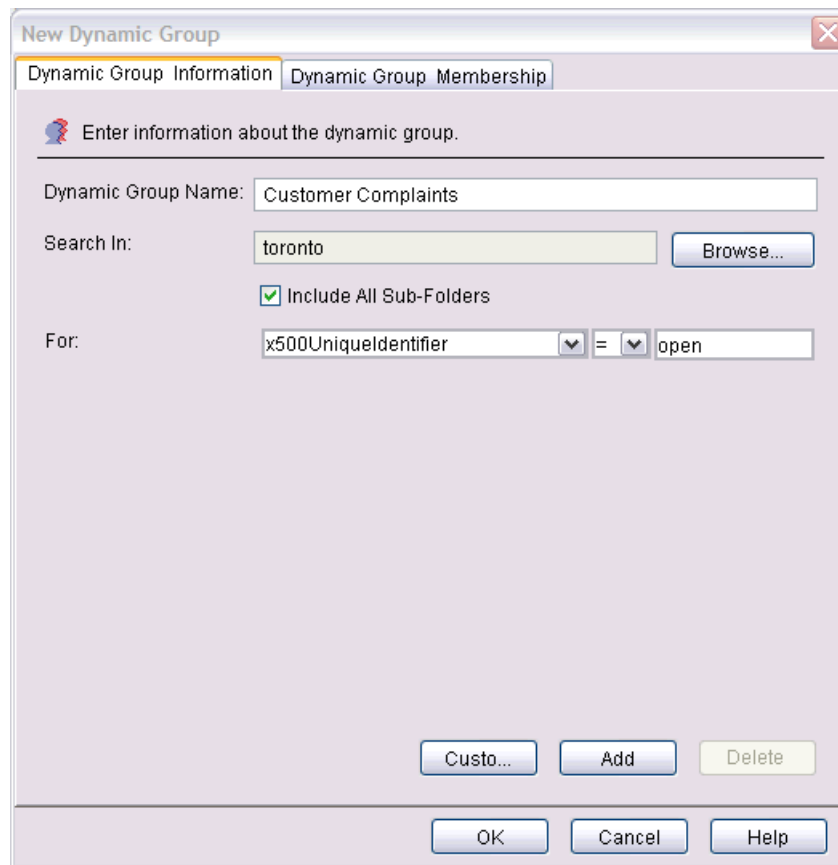 New Dynamic Group
Dynamic Group Information Dynamic Group Membership
Enter information about the dynamic group.
Dynamic Group Name: Customer Complaints
Search In: toronto Browse...
Include All Sub-Folders
For: x500UniqueIdentifier = open
Custo... Add Delete
OK Cancel Help